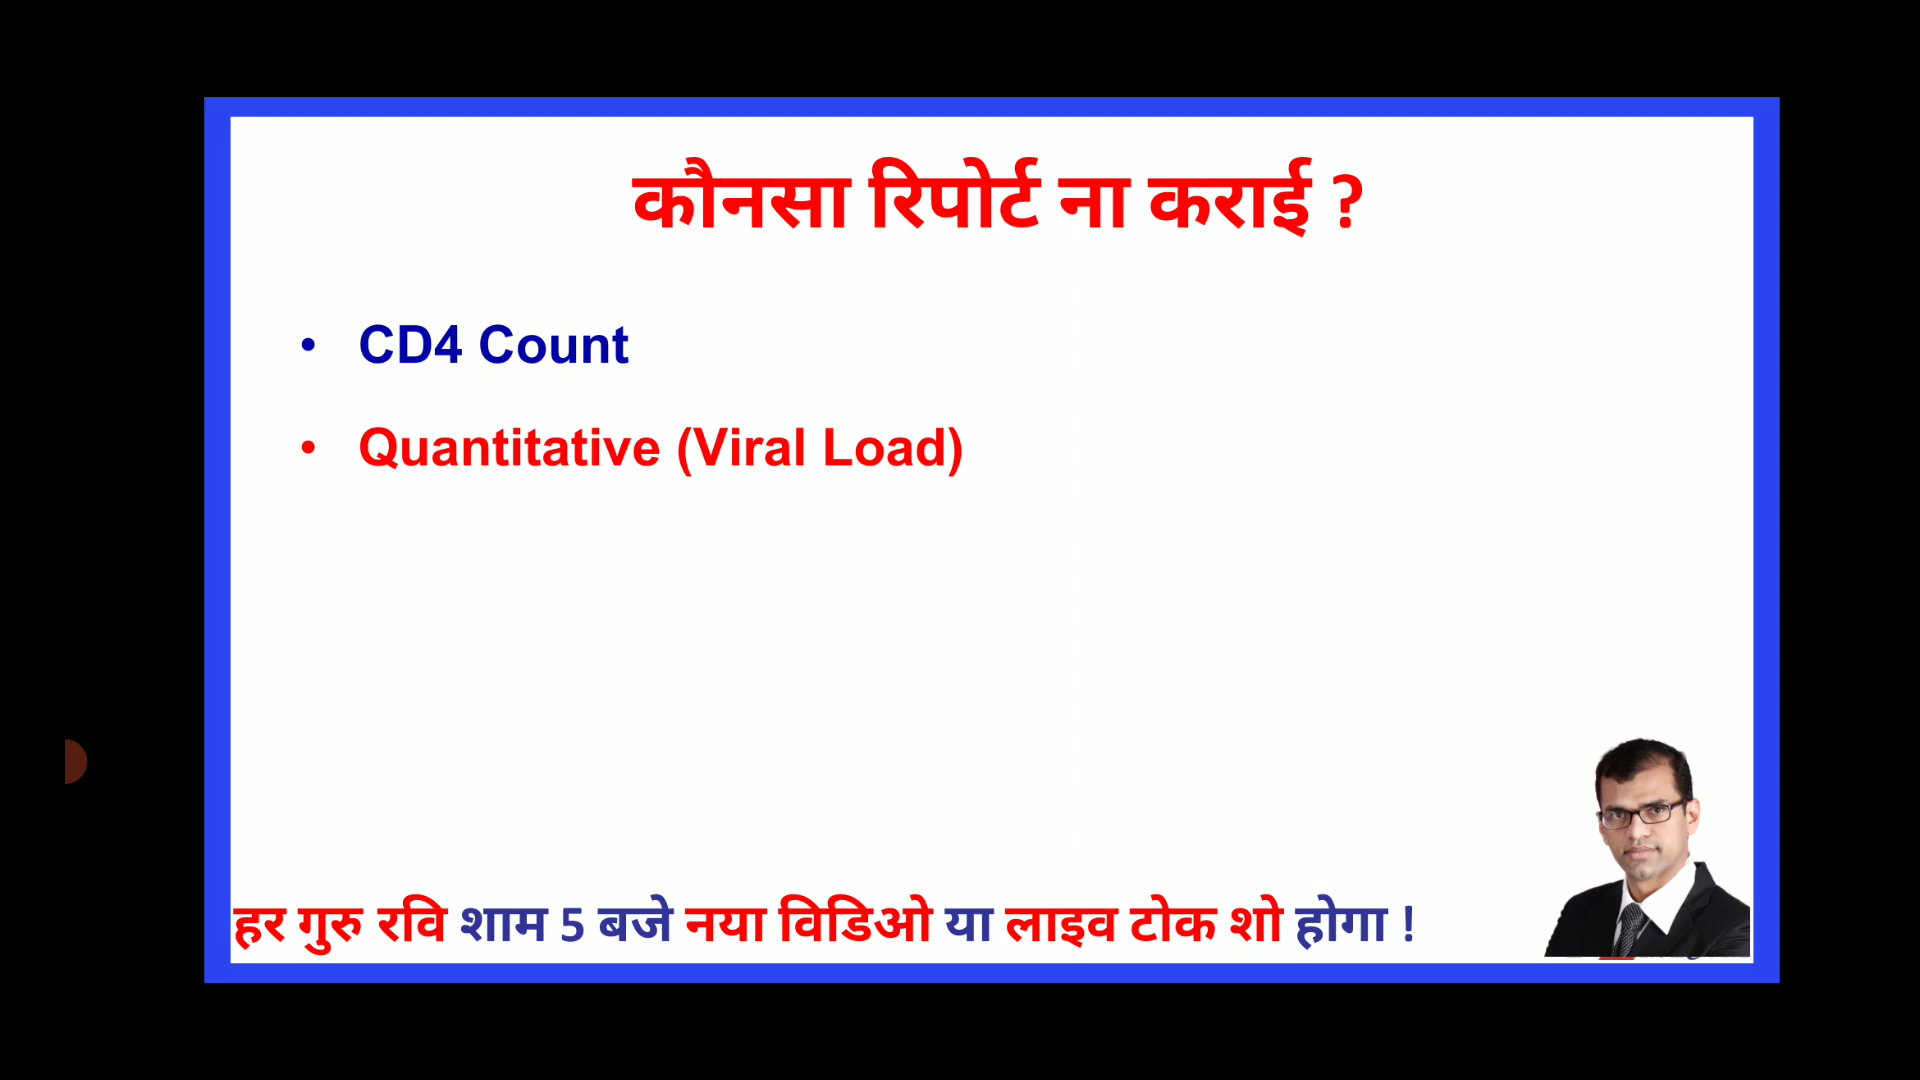 कौनसा रिपोर्ट ना कराई ?
• CD4 Count
• Quantitative (Viral Load)
हर गुरु रवि शाम 5 बजे नया विडिओ या लाइव टोक शो होगा !